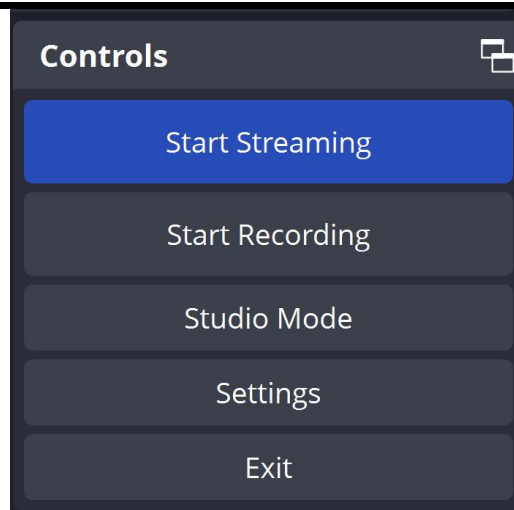 Controls
Start Streaming
Start Recording
Studio Mode
Settings
Exit